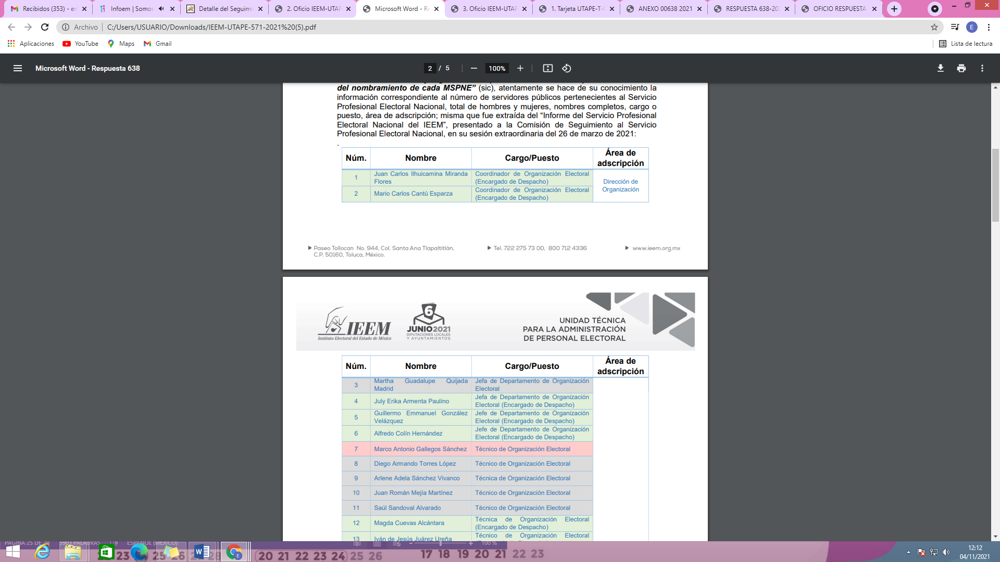 Recibidos (353) - en
Infoem | Somos
Detalle del Seguimie
2. Oficio IEEM-UTAP
Microsoft Word - Re
3. Oficio IEEM-UTAP
1. Tarjeta UTAPE-T-
ANEXO 00638 2021
RESPUESTA 638-202
OFICIO RESPUESTA
Archivo | C:/Users/USUARIO/Downloads/IEEM-UTAPE-571-2021%20(5).pdf
E
Aplicaciones YouTube Maps Gmail Lista de lectura
Microsoft Word - Respuesta 638 2 / 5 100%
del nombramiento de cada MSPNE” (sic), atentamente se hace de su conocimiento la
información correspondiente al número de servidores públicos pertenecientes al Servicio
Profesional Electoral Nacional, total de hombres y mujeres, nombres completos, cargo o
puesto, área de adscripción; misma que fue extraída del “Informe del Servicio Profesional
Electoral Nacional del IEEM”, presentado a la Comisión de Seguimiento al Servicio
Profesional Electoral Nacional, en su sesión extraordinaria del 26 de marzo de 2021:
.
Núm. Nombre Cargo/Puesto Área de adscripción
1 Juan Carlos Ilhuicamina Miranda Flores Coordinador de Organización Electoral (Encargado de Despacho) Dirección de Organización
2 Mario Carlos Cantú Esparza Coordinador de Organización Electoral (Encargado de Despacho)
Paseo Tollocan No. 944, Col. Santa Ana Tlapaltitlán,
C.P. 50160, Toluca, México.
Tel. 722 275 73 00, 800 712 4336
www.ieem.org.mx
IEEM
Instituto Electoral del Estado de México
6
JUNIO2021
DIPUTACIONES LOCALES
Y AYUNTAMIENTOS
UNIDAD TÉCNICA
PARA LA ADMINISTRACIÓN
DE PERSONAL ELECTORAL
Núm. Nombre Cargo/Puesto Área de adscripción
3 Martha Guadalupe Quijada Madrid Jefa de Departamento de Organización Electoral
4 July Erika Armenta Paulino Jefa de Departamento de Organización Electoral (Encargado de Despacho)
5 Guillermo Emmanuel González Velázquez Jefe de Departamento de Organización Electoral (Encargado de Despacho)
6 Alfredo Colín Hernández Jefe de Departamento de Organización Electoral (Encargado de Despacho)
7 Marco Antonio Gallegos Sánchez Técnico de Organización Electoral
8 Diego Armando Torres López Técnico de Organización Electoral
9 Arlene Adela Sánchez Vivanco Técnica de Organización Electoral
10 Juan Román Mejía Martínez Técnico de Organización Electoral
11 Saúl Sandoval Alvarado Técnico de Organización Electoral
12 Magda Cuevas Alcántara Técnica de Organización Electoral (Encargado de Despacho)
13 Iván de Jesús Juárez Ureña Técnico de Organización Electoral
PÁGINA 25 DE 29 5903 PALABRAS ESPAÑOL (MÉXICO) 100 %
23 25 26 20 21 22 23 24 25 26 17 18 19 20 21 22 23
12:12
04/11/2021